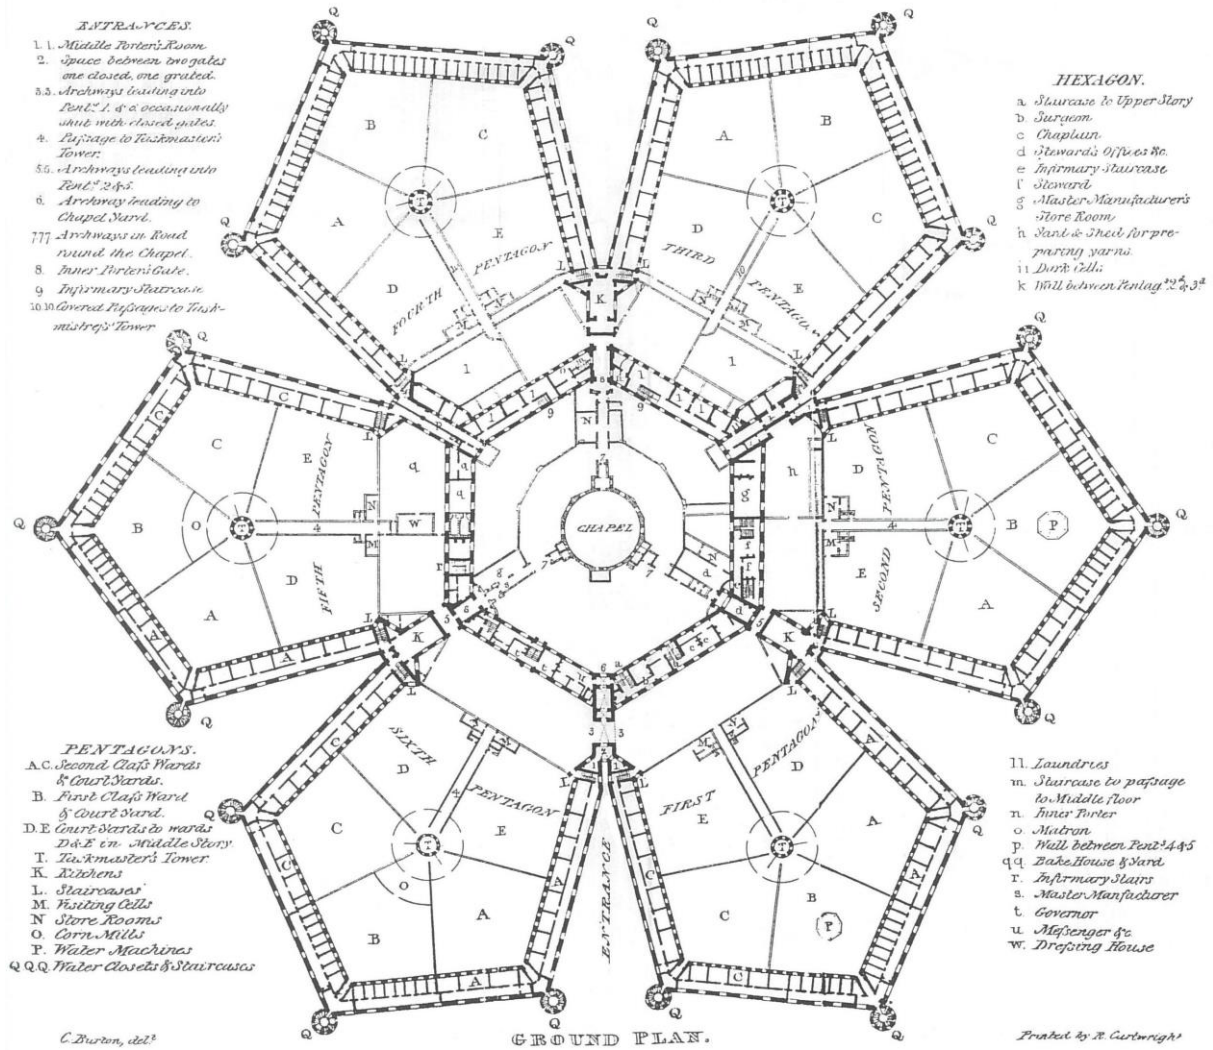 ENTRANCES.
1.1. Middle Porter's Room
2. Space between two gates
one closed, one grated.
3.3. Archways leading into
Pent.ˢ 1. & 6. occasionally
shut with closed gates.
4. Paſsage to Taskmaster's
Tower.
5.5. Archways leading into
Pent.ˢ 2 & 5.
6. Archway leading to
Chapel Yard.
7.7.7. Archways in Road
round the Chapel.
8. Inner Porter's Gate.
9. Infirmary Staircase
10.10. Covered Paſsages to Task-
mistreſs' Tower
HEXAGON.
a Staircase to Upper Story
b Surgeon
c Chaplain
d Steward's Offices &c.
e Infirmary Staircase
f Steward
g Master Manufacturer's
Store Room
h Yard & Shed for pre-
paring yarns.
i i Dark Cells
k Wall between Pentag.ˢ 2.ᵈ & 3.ᵈ
FOURTH PENTAGON
THIRD PENTAGON
FIFTH PENTAGON
SECOND PENTAGON
CHAPEL
SIXTH PENTAGON
FIRST PENTAGON
ENTRANCE
PENTAGONS.
A.C. Second Claſs Wards
& Court Yards.
B. First Claſs Ward
& Court Yard.
D.E Court Yards to wards
D & E in Middle Story
T. Taskmaster's Tower
K. Kitchens
L. Staircases
M. Visiting Cells
N. Store Rooms
O. Corn Mills
P. Water Machines
Q.Q.Q. Water Closets & Staircases
ll. Laundries
m. Staircase to paſsage
to Middle floor
n. Inner Porter
o. Matron
p. Wall between Pent.ˢ 4 & 5
qq. Bake House & Yard
r. Infirmary Stairs
s. Master Manfacturer
t. Governor
u. Meſsenger &c
w. Dreſsing House
C. Burton, del.ᵗ
GROUND PLAN.
Printed by R. Cartwright